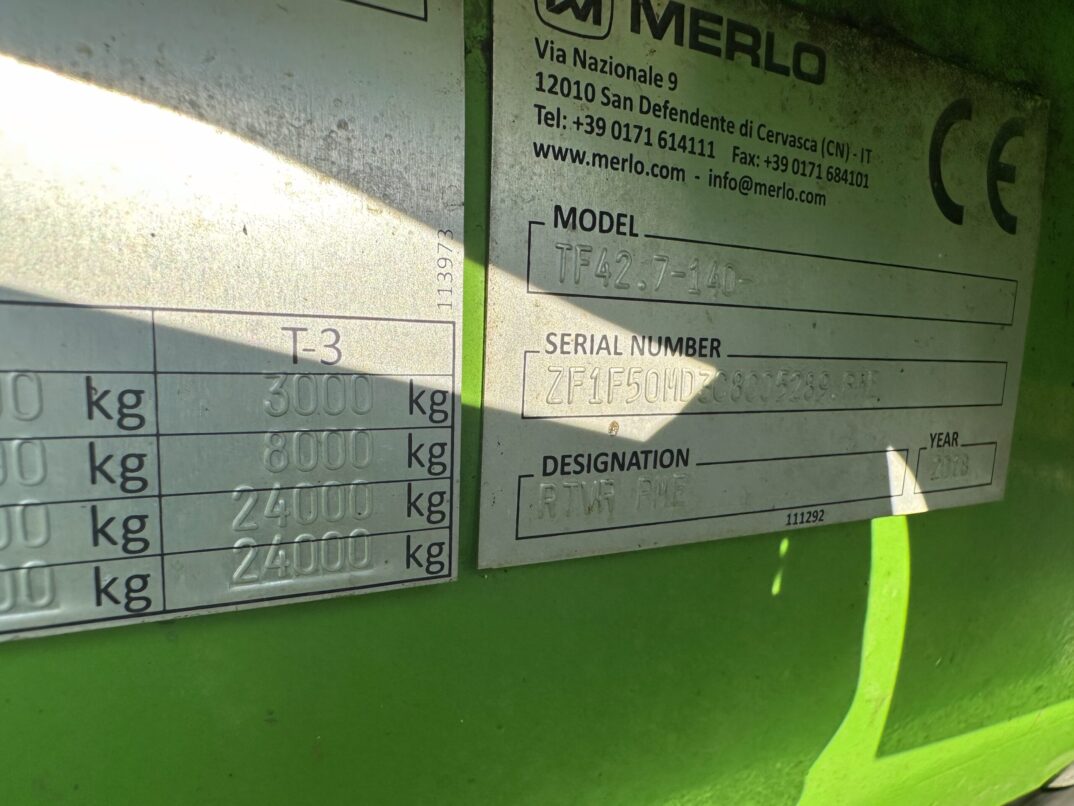 113973
T-3
kg 3000 kg
kg 8000 kg
kg 24000 kg
kg 24000 kg
MERLO
Via Nazionale 9
12010 San Defendente di Cervasca (CN) - IT
Tel: +39 0171 614111 Fax: +39 0171 684101
www.merlo.com - info@merlo.com
CE
MODEL
TF42.7-140-
SERIAL NUMBER
DESIGNATION
YEAR
2018
111292